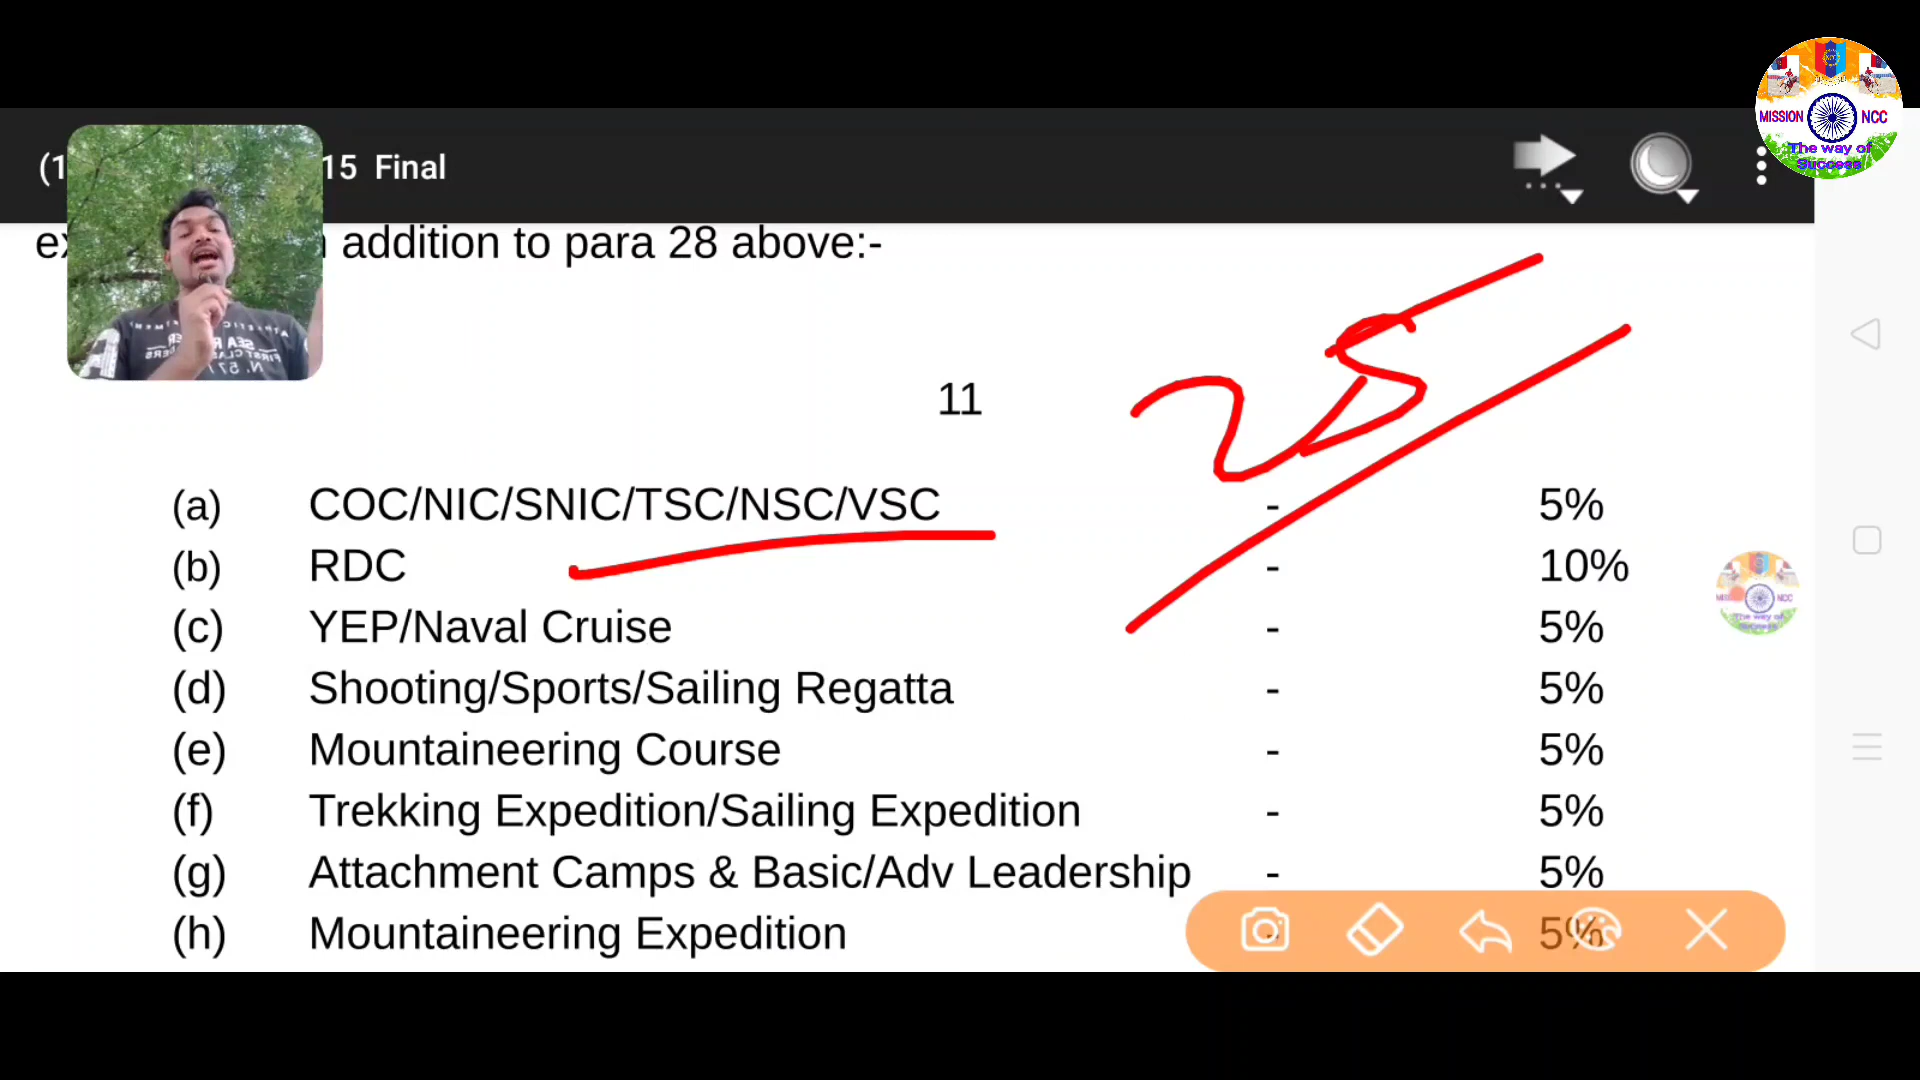 MISSION NCC
The way of
Success
(1
15 Final
addition to para 28 above:-
25
11
(a) COC/NIC/SNIC/TSC/NSC/VSC - 5%
(b) RDC - 10%
(c) YEP/Naval Cruise - 5%
(d) Shooting/Sports/Sailing Regatta - 5%
(e) Mountaineering Course - 5%
(f) Trekking Expedition/Sailing Expedition - 5%
(g) Attachment Camps & Basic/Adv Leadership - 5%
(h) Mountaineering Expedition - 5%